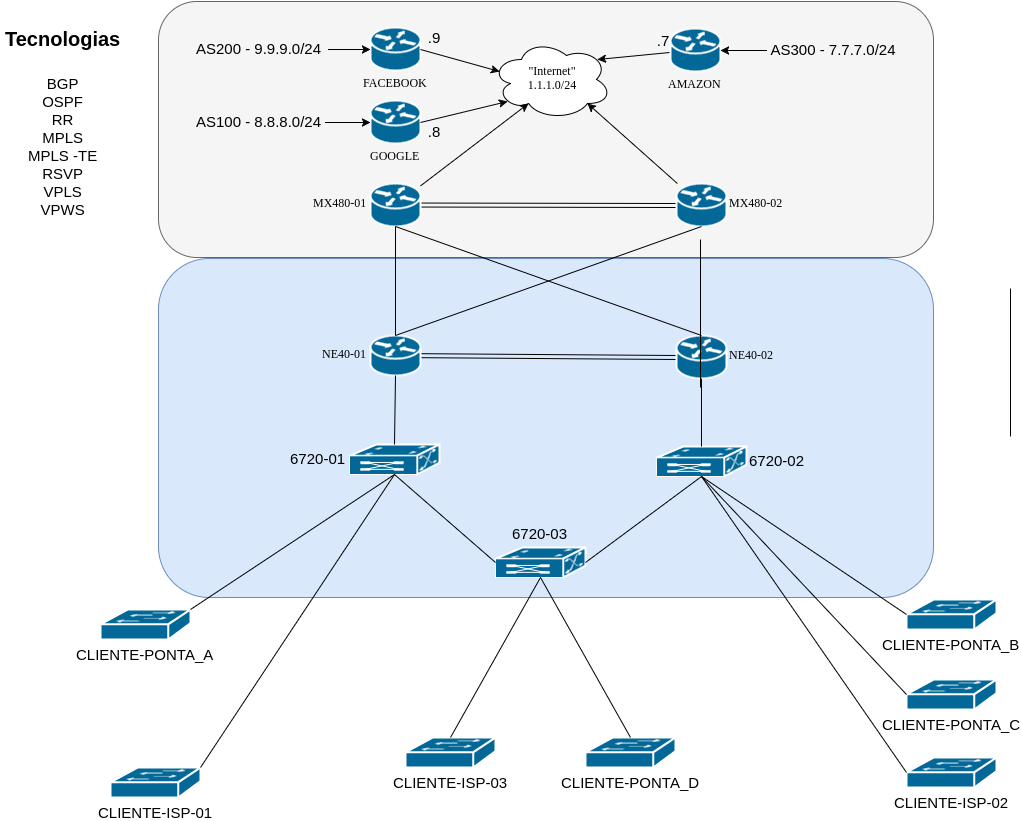 Tecnologias
BGP
OSPF
RR
MPLS
MPLS -TE
RSVP
VPLS
VPWS
AS200 - 9.9.9.0/24
.9
FACEBOOK
"Internet"
1.1.1.0/24
.7
AS300 - 7.7.7.0/24
AMAZON
AS100 - 8.8.8.0/24
.8
GOOGLE
MX480-01
MX480-02
NE40-01
NE40-02
6720-01
6720-02
6720-03
CLIENTE-PONTA_A
CLIENTE-PONTA_B
CLIENTE-PONTA_C
CLIENTE-ISP-03
CLIENTE-PONTA_D
CLIENTE-ISP-02
CLIENTE-ISP-01